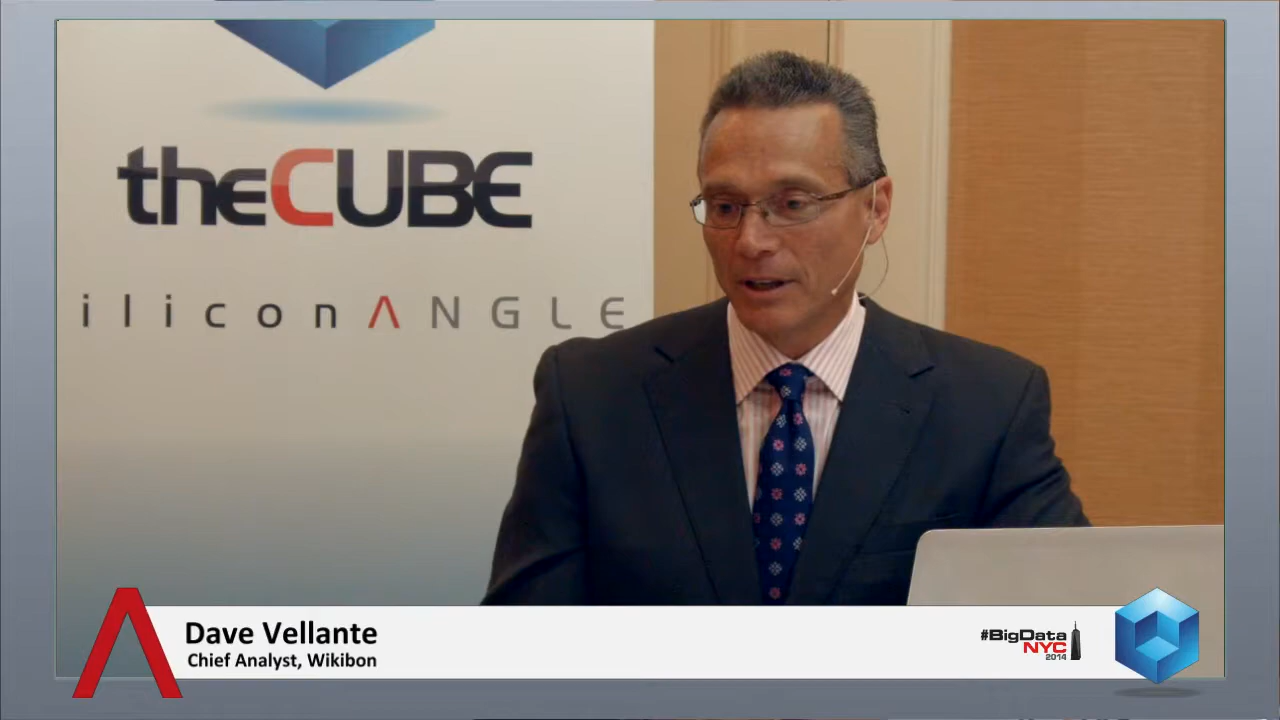 theCUBE
iliconANGLE
Dave Vellante
Chief Analyst, Wikibon
#BigData
NYC
2014